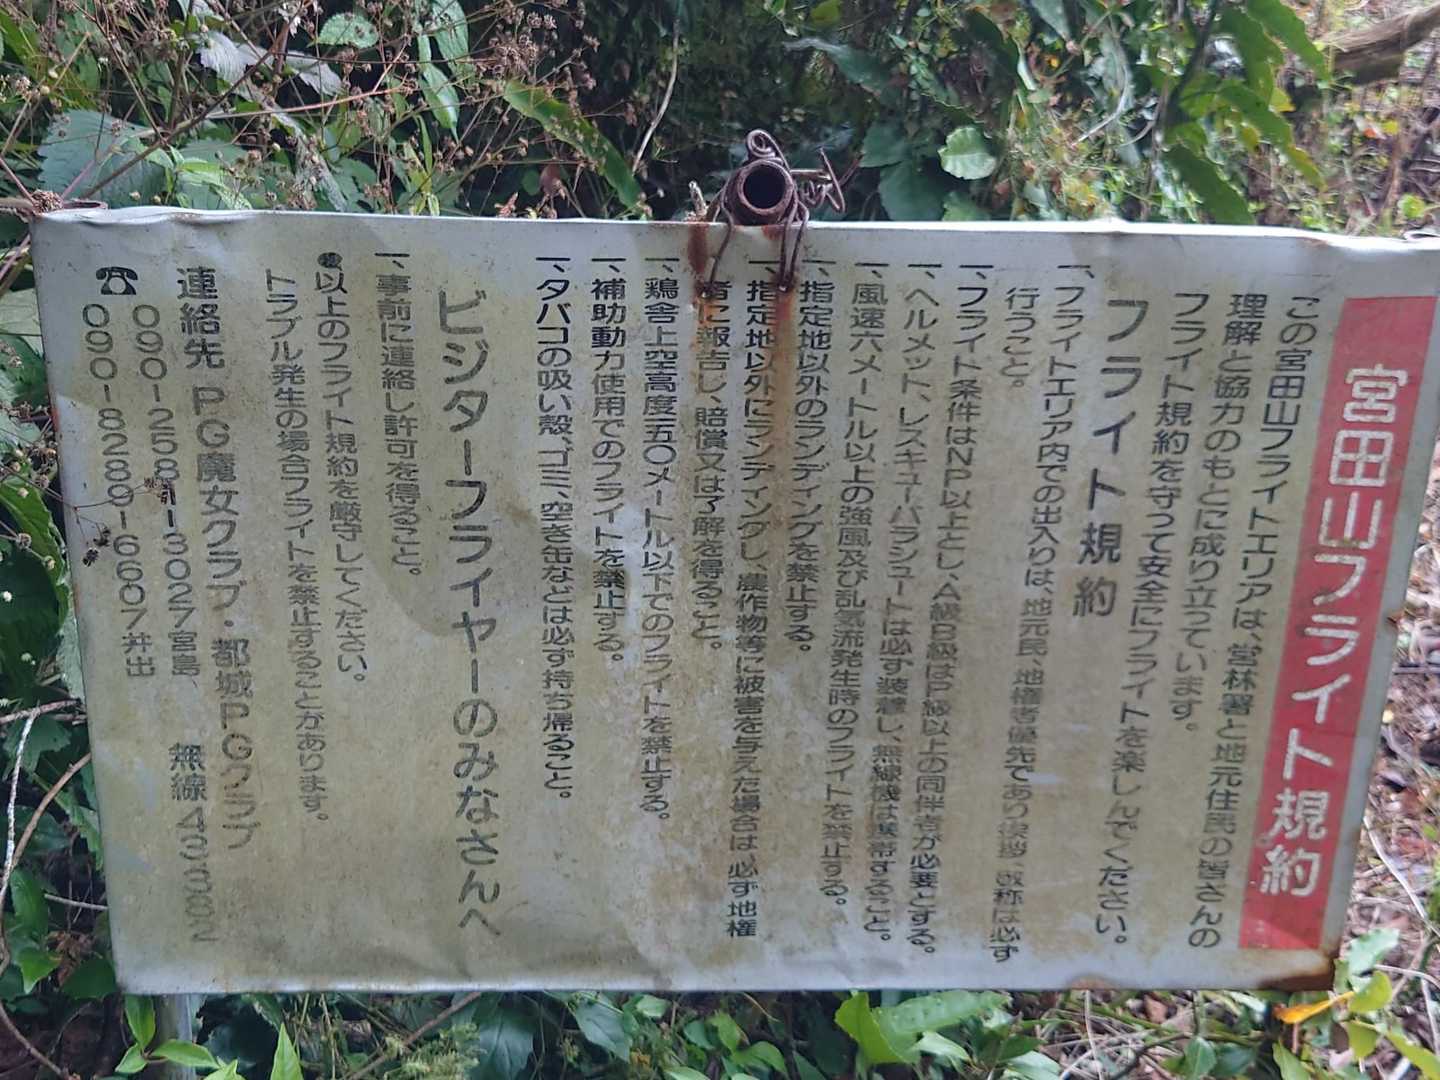 宮田山フライト規約
この宮田山フライトエリアは、営林署と地元住民の皆さんの
理解と協力のもとに成り立っています。
フライト規約を守って安全にフライトを楽しんでください。
フライト規約
一、フライトエリア内での出入りは、地元民、地権者優先であり挨拶、敬称は必ず
行うこと。
一、フライト条件はNP以上とし、A級B級はP級以上の同伴者が必要とする。
一、ヘルメット、レスキューパラシュートは必ず装着し、無線機は携帯すること。
一、風速六メートル以上の強風及び乱気流発生時のフライトを禁止する。
一、指定地以外のランディングを禁止する。
一、指定地以外にランディングし、農作物等に被害を与えた場合は必ず地権
者に報告し、賠償又は了解を得ること。
一、鶏舎上空高度五〇メートル以下でのフライトを禁止する。
一、補助動力使用でのフライトを禁止する。
一、タバコの吸い殻、ゴミ、空き缶などは必ず持ち帰ること。
ビジターフライヤーのみなさんへ
一、事前に連絡し許可を得ること。
以上のフライト規約を厳守してください。
トラブル発生の場合フライトを禁止することがあります。
連絡先 PG魔女クラブ・都城PGクラブ
090-2581-3027宮島 無線 433.82
☎090-8289-6607井出